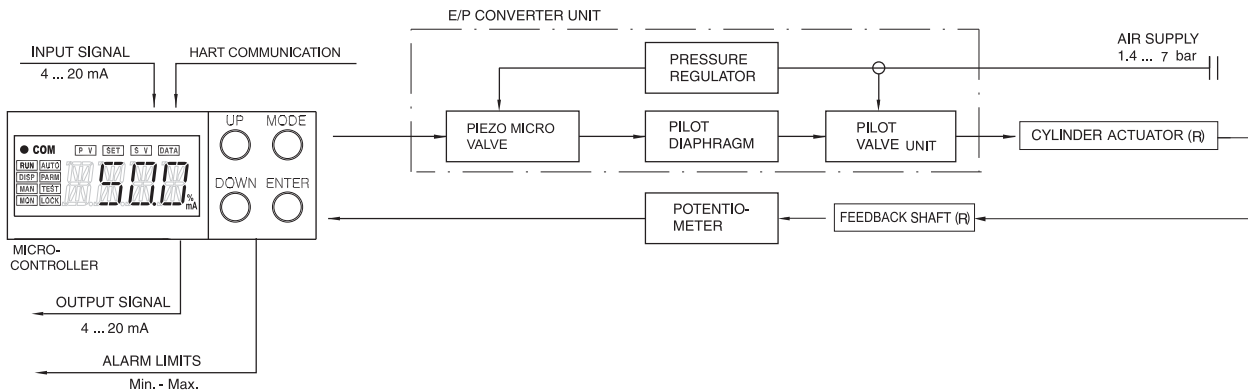 E/P CONVERTER UNIT
INPUT SIGNAL
4 ... 20 mA
HART COMMUNICATION
PRESSURE
REGULATOR
AIR SUPPLY
1.4 ... 7 bar
UP MODE
COM
P V SET S V DATA
RUN AUTO
DISP PARM
MAN TEST
MON LOCK
50.0
%
mA
DOWN ENTER
PIEZO MICRO
VALVE
PILOT
DIAPHRAGM
PILOT
VALVE UNIT
CYLINDER ACTUATOR (R)
POTENTIO-
METER
FEEDBACK SHAFT (R)
MICRO-
CONTROLLER
OUTPUT SIGNAL
4 ... 20 mA
ALARM LIMITS
Min. - Max.